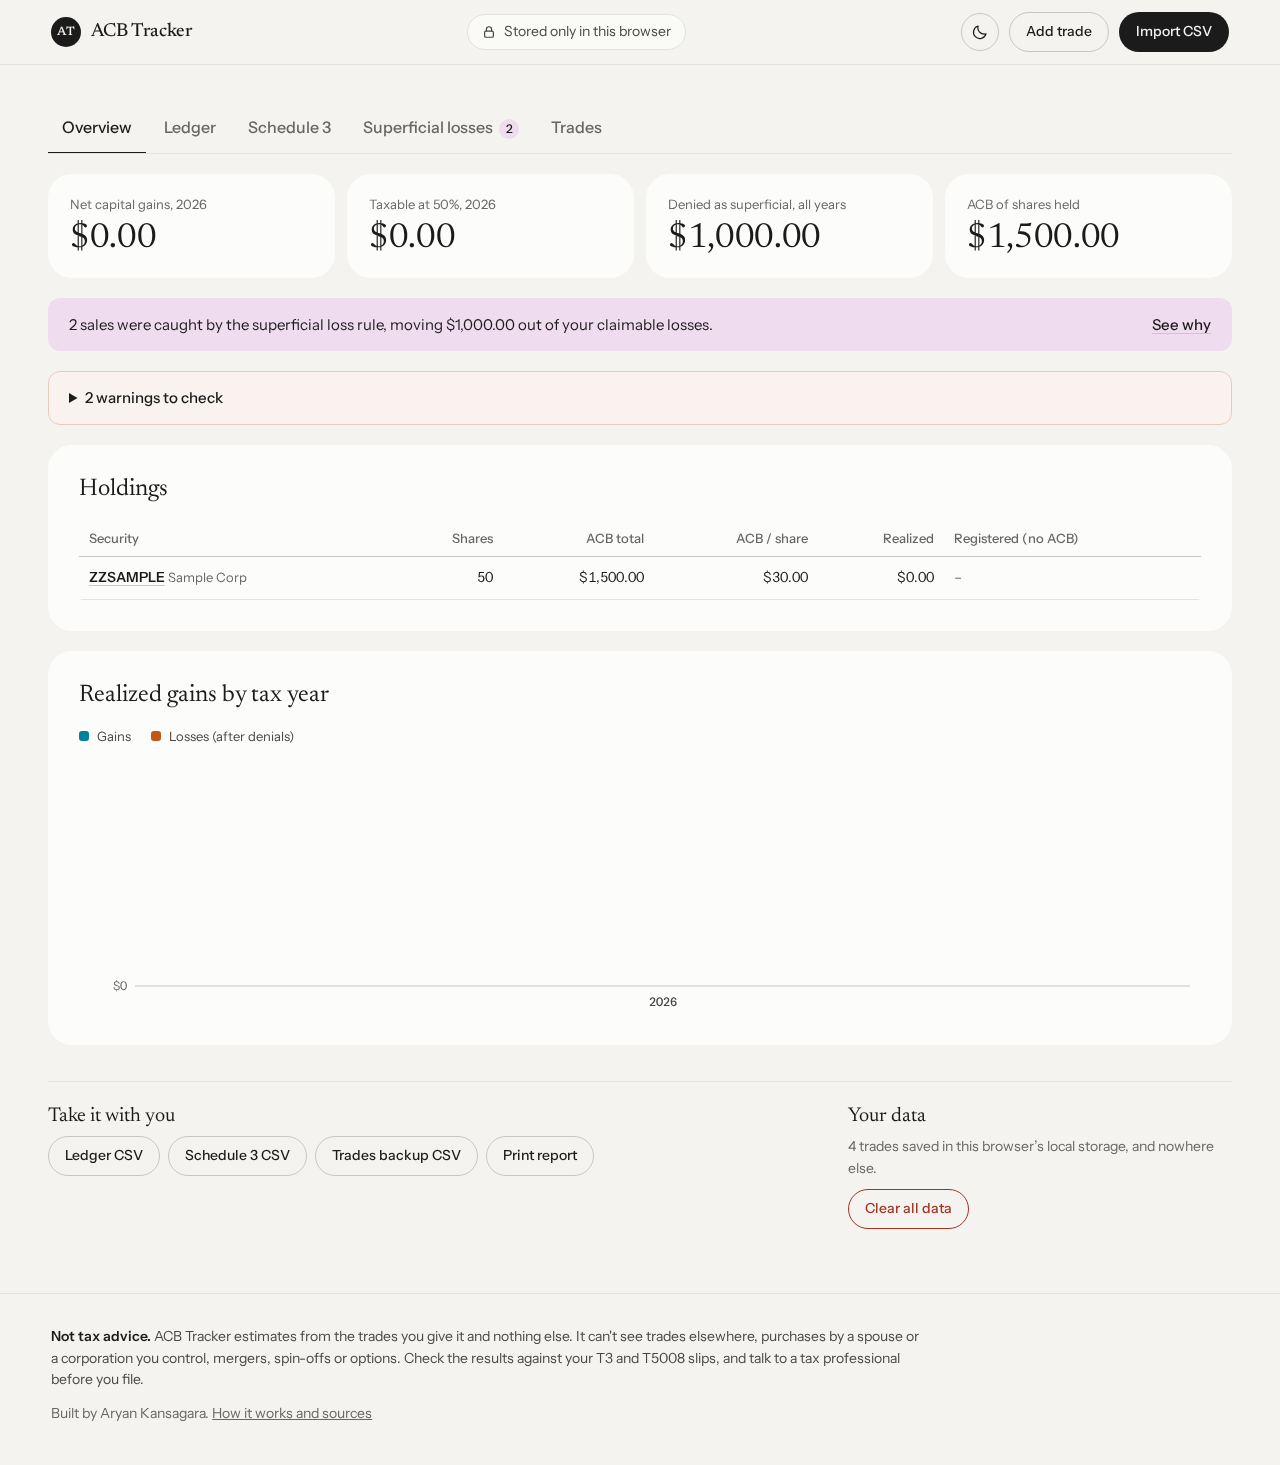 AT ACB Tracker
Stored only in this browser
Add trade
Import CSV
Overview
Ledger
Schedule 3
Superficial losses 2
Trades
Net capital gains, 2026
$0.00
Taxable at 50%, 2026
$0.00
Denied as superficial, all years
$1,000.00
ACB of shares held
$1,500.00
2 sales were caught by the superficial loss rule, moving $1,000.00 out of your claimable losses.
See why
2 warnings to check
Holdings
Security Shares ACB total ACB / share Realized Registered (no ACB)
ZZSAMPLE Sample Corp 50 $1,500.00 $30.00 $0.00 –
Realized gains by tax year
Gains Losses (after denials)
$0
2026
Take it with you
Ledger CSV
Schedule 3 CSV
Trades backup CSV
Print report
Your data
4 trades saved in this browser’s local storage, and nowhere
else.
Clear all data
Not tax advice. ACB Tracker estimates from the trades you give it and nothing else. It can’t see trades elsewhere, purchases by a spouse or
a corporation you control, mergers, spin-offs or options. Check the results against your T3 and T5008 slips, and talk to a tax professional
before you file.
Built by Aryan Kansagara. How it works and sources